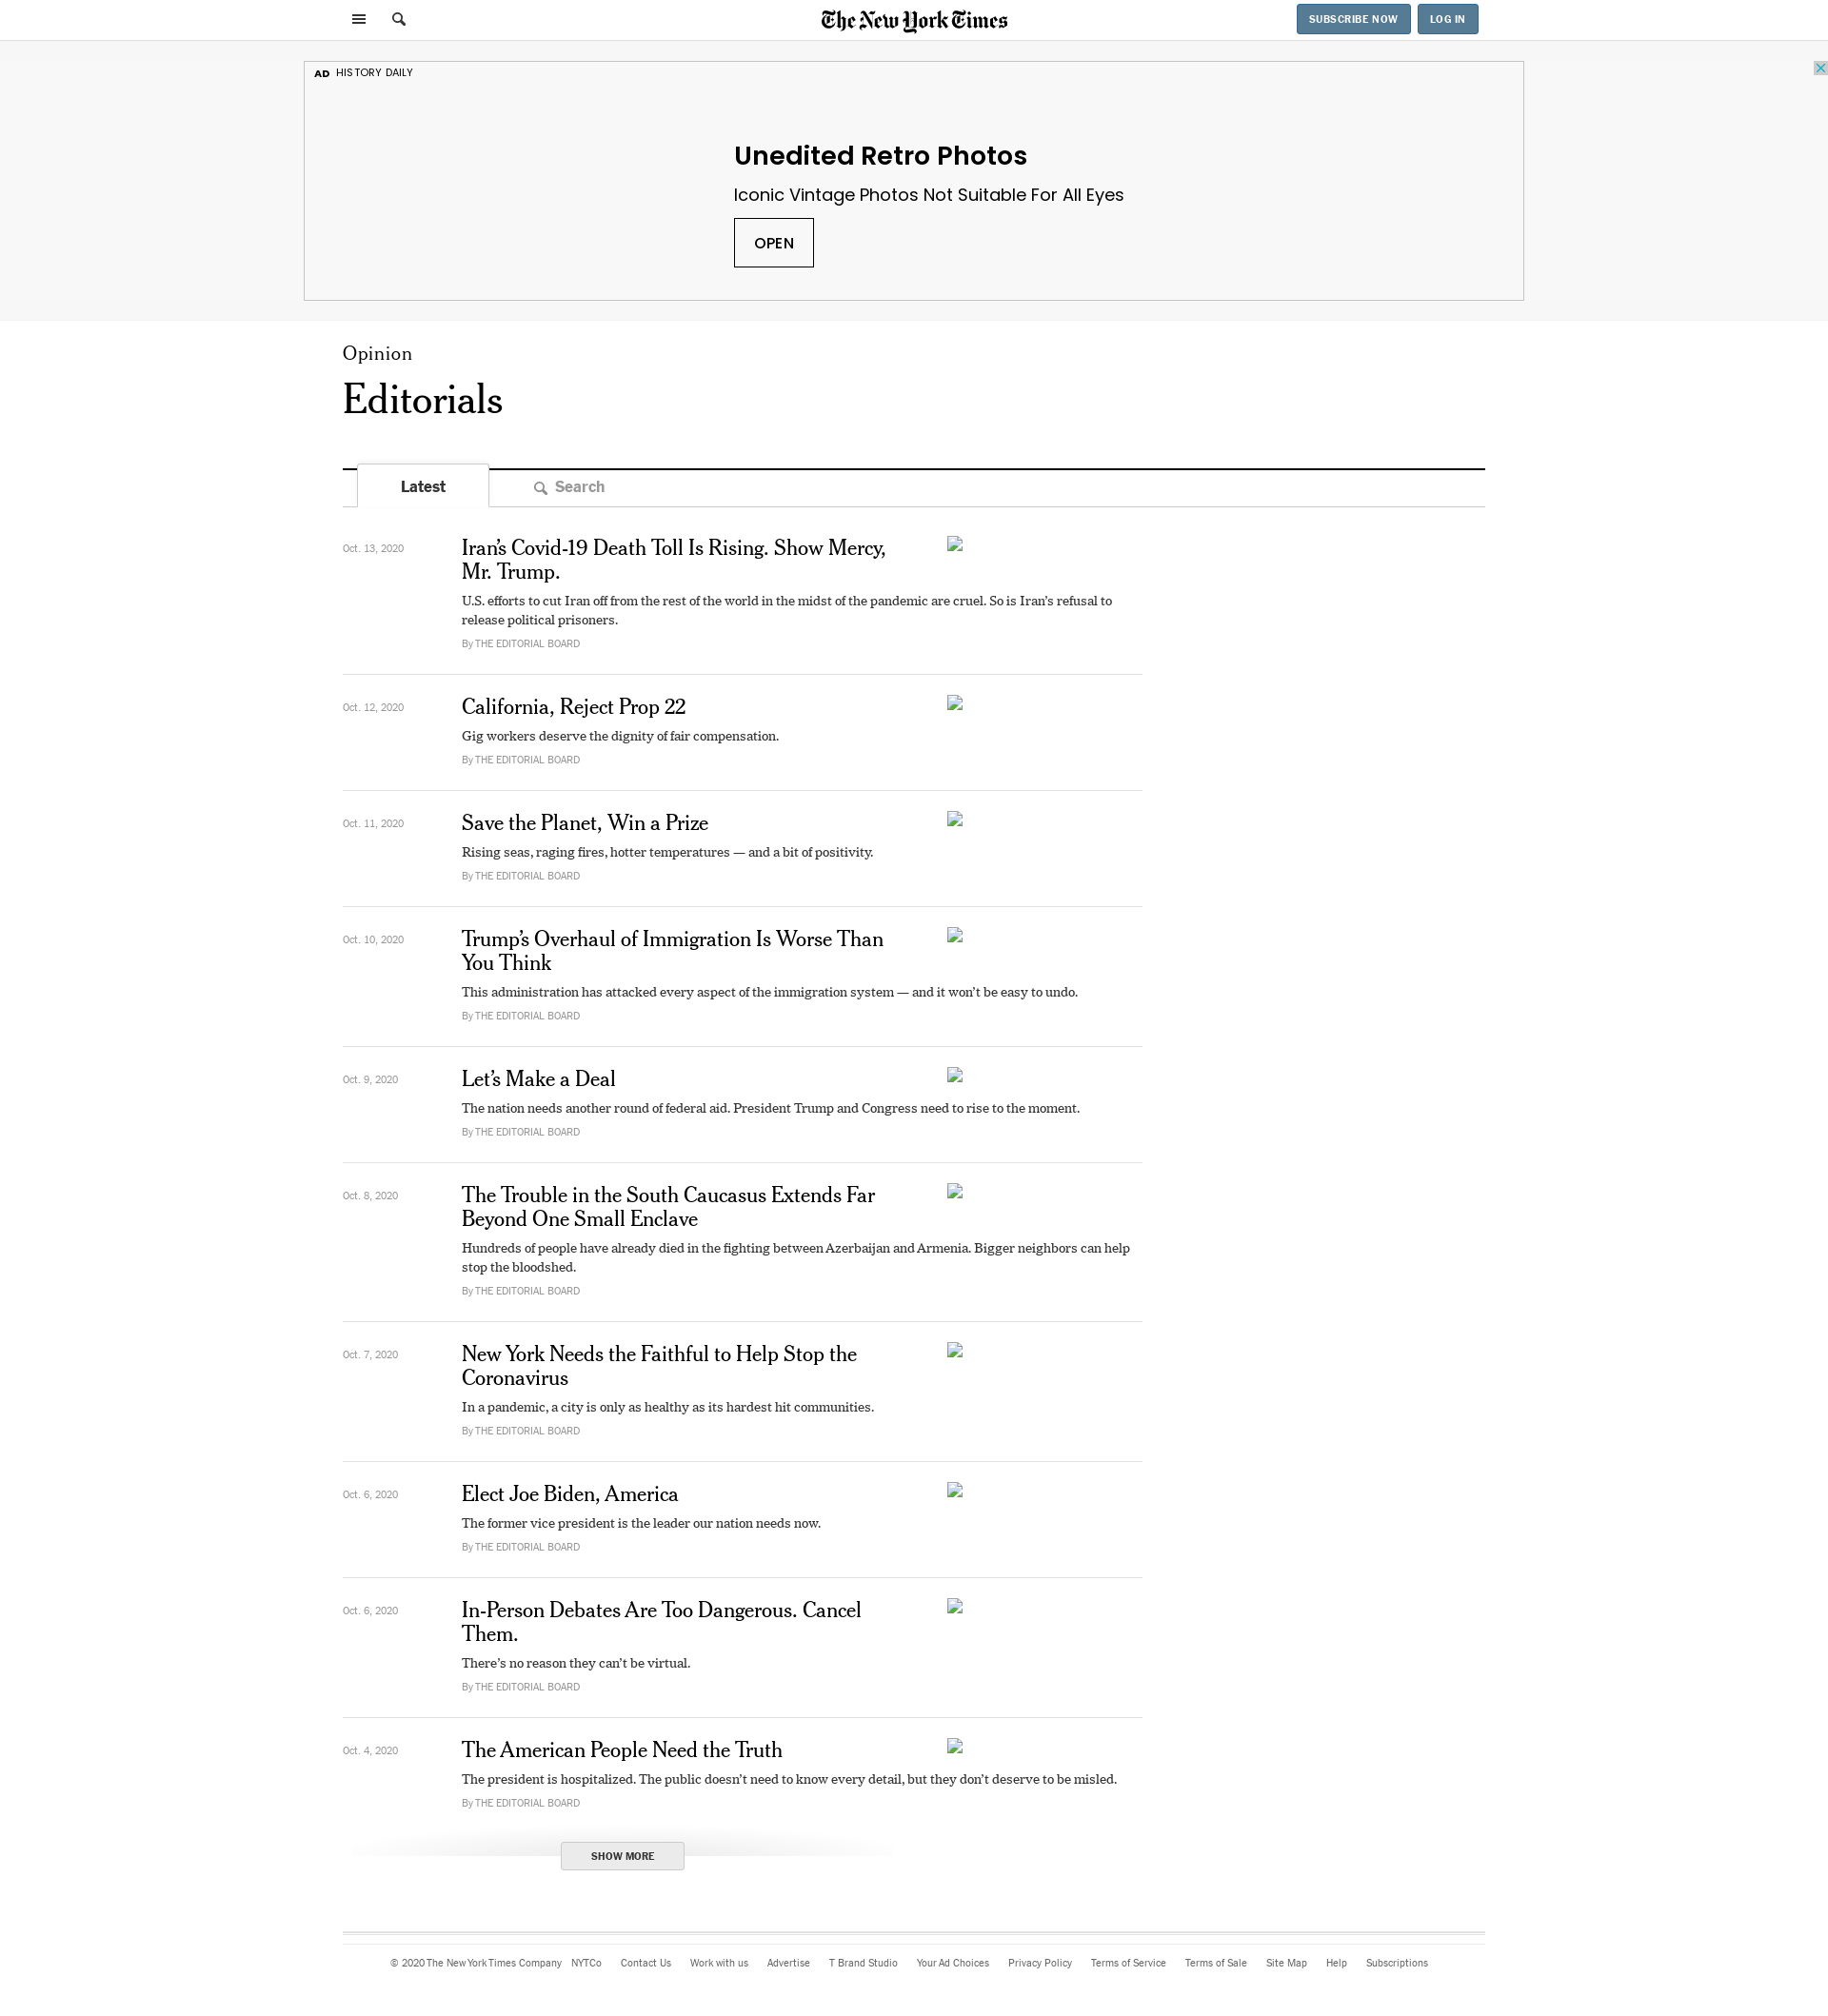 The New York Times
SUBSCRIBE NOW
LOG IN
AD HISTORY DAILY
Unedited Retro Photos
Iconic Vintage Photos Not Suitable For All Eyes
OPEN
Opinion
Editorials
Latest
Search
Oct. 13, 2020
Iran’s Covid-19 Death Toll Is Rising. Show Mercy,
Mr. Trump.
U.S. efforts to cut Iran off from the rest of the world in the midst of the pandemic are cruel. So is Iran’s refusal to
release political prisoners.
By THE EDITORIAL BOARD
Oct. 12, 2020
California, Reject Prop 22
Gig workers deserve the dignity of fair compensation.
By THE EDITORIAL BOARD
Oct. 11, 2020
Save the Planet, Win a Prize
Rising seas, raging fires, hotter temperatures — and a bit of positivity.
By THE EDITORIAL BOARD
Oct. 10, 2020
Trump’s Overhaul of Immigration Is Worse Than
You Think
This administration has attacked every aspect of the immigration system — and it won’t be easy to undo.
By THE EDITORIAL BOARD
Oct. 9, 2020
Let’s Make a Deal
The nation needs another round of federal aid. President Trump and Congress need to rise to the moment.
By THE EDITORIAL BOARD
Oct. 8, 2020
The Trouble in the South Caucasus Extends Far
Beyond One Small Enclave
Hundreds of people have already died in the fighting between Azerbaijan and Armenia. Bigger neighbors can help
stop the bloodshed.
By THE EDITORIAL BOARD
Oct. 7, 2020
New York Needs the Faithful to Help Stop the
Coronavirus
In a pandemic, a city is only as healthy as its hardest hit communities.
By THE EDITORIAL BOARD
Oct. 6, 2020
Elect Joe Biden, America
The former vice president is the leader our nation needs now.
By THE EDITORIAL BOARD
Oct. 6, 2020
In-Person Debates Are Too Dangerous. Cancel
Them.
There’s no reason they can’t be virtual.
By THE EDITORIAL BOARD
Oct. 4, 2020
The American People Need the Truth
The president is hospitalized. The public doesn’t need to know every detail, but they don’t deserve to be misled.
By THE EDITORIAL BOARD
SHOW MORE
© 2020 The New York Times Company NYTCo Contact Us Work with us Advertise T Brand Studio Your Ad Choices Privacy Policy Terms of Service Terms of Sale Site Map Help Subscriptions